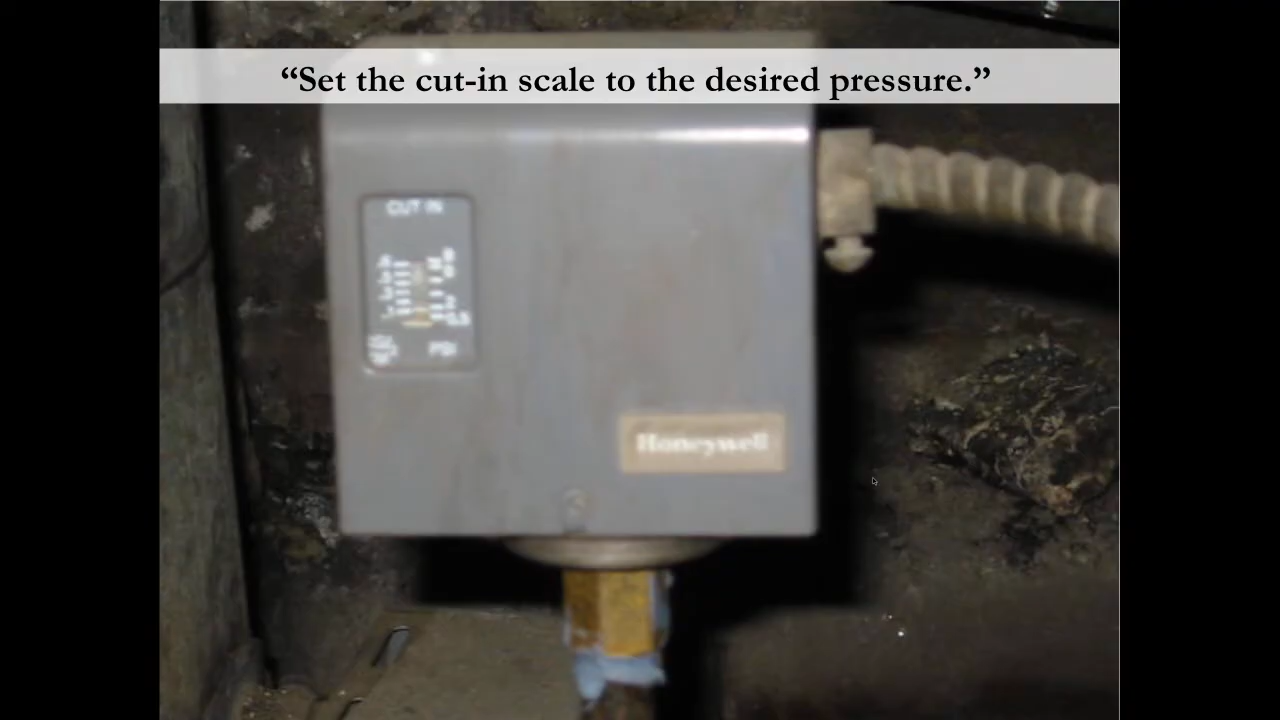 “Set the cut-in scale to the desired pressure.”
CUT IN
PSI
Honeywell